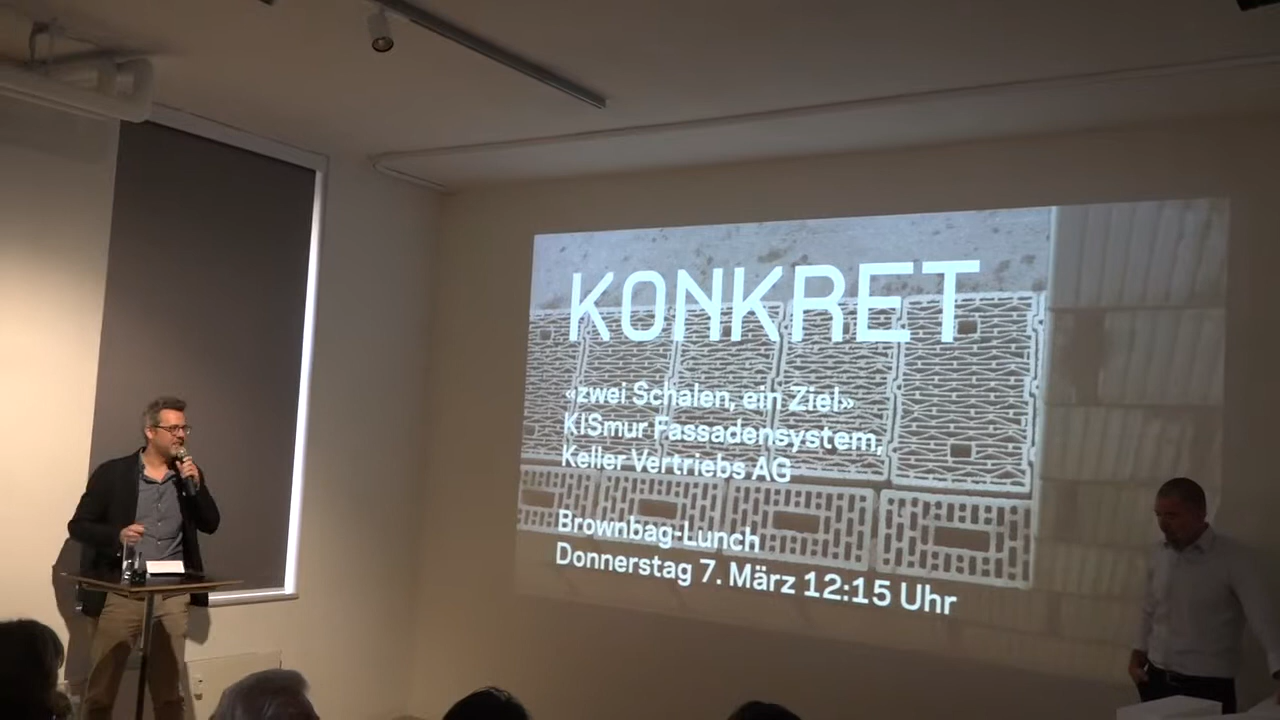 KONKRET
«zwei Schalen, ein Ziel»
KISmur Fassadensystem,
Keller Vertriebs AG
Brownbag-Lunch
Donnerstag 7. März 12:15 Uhr